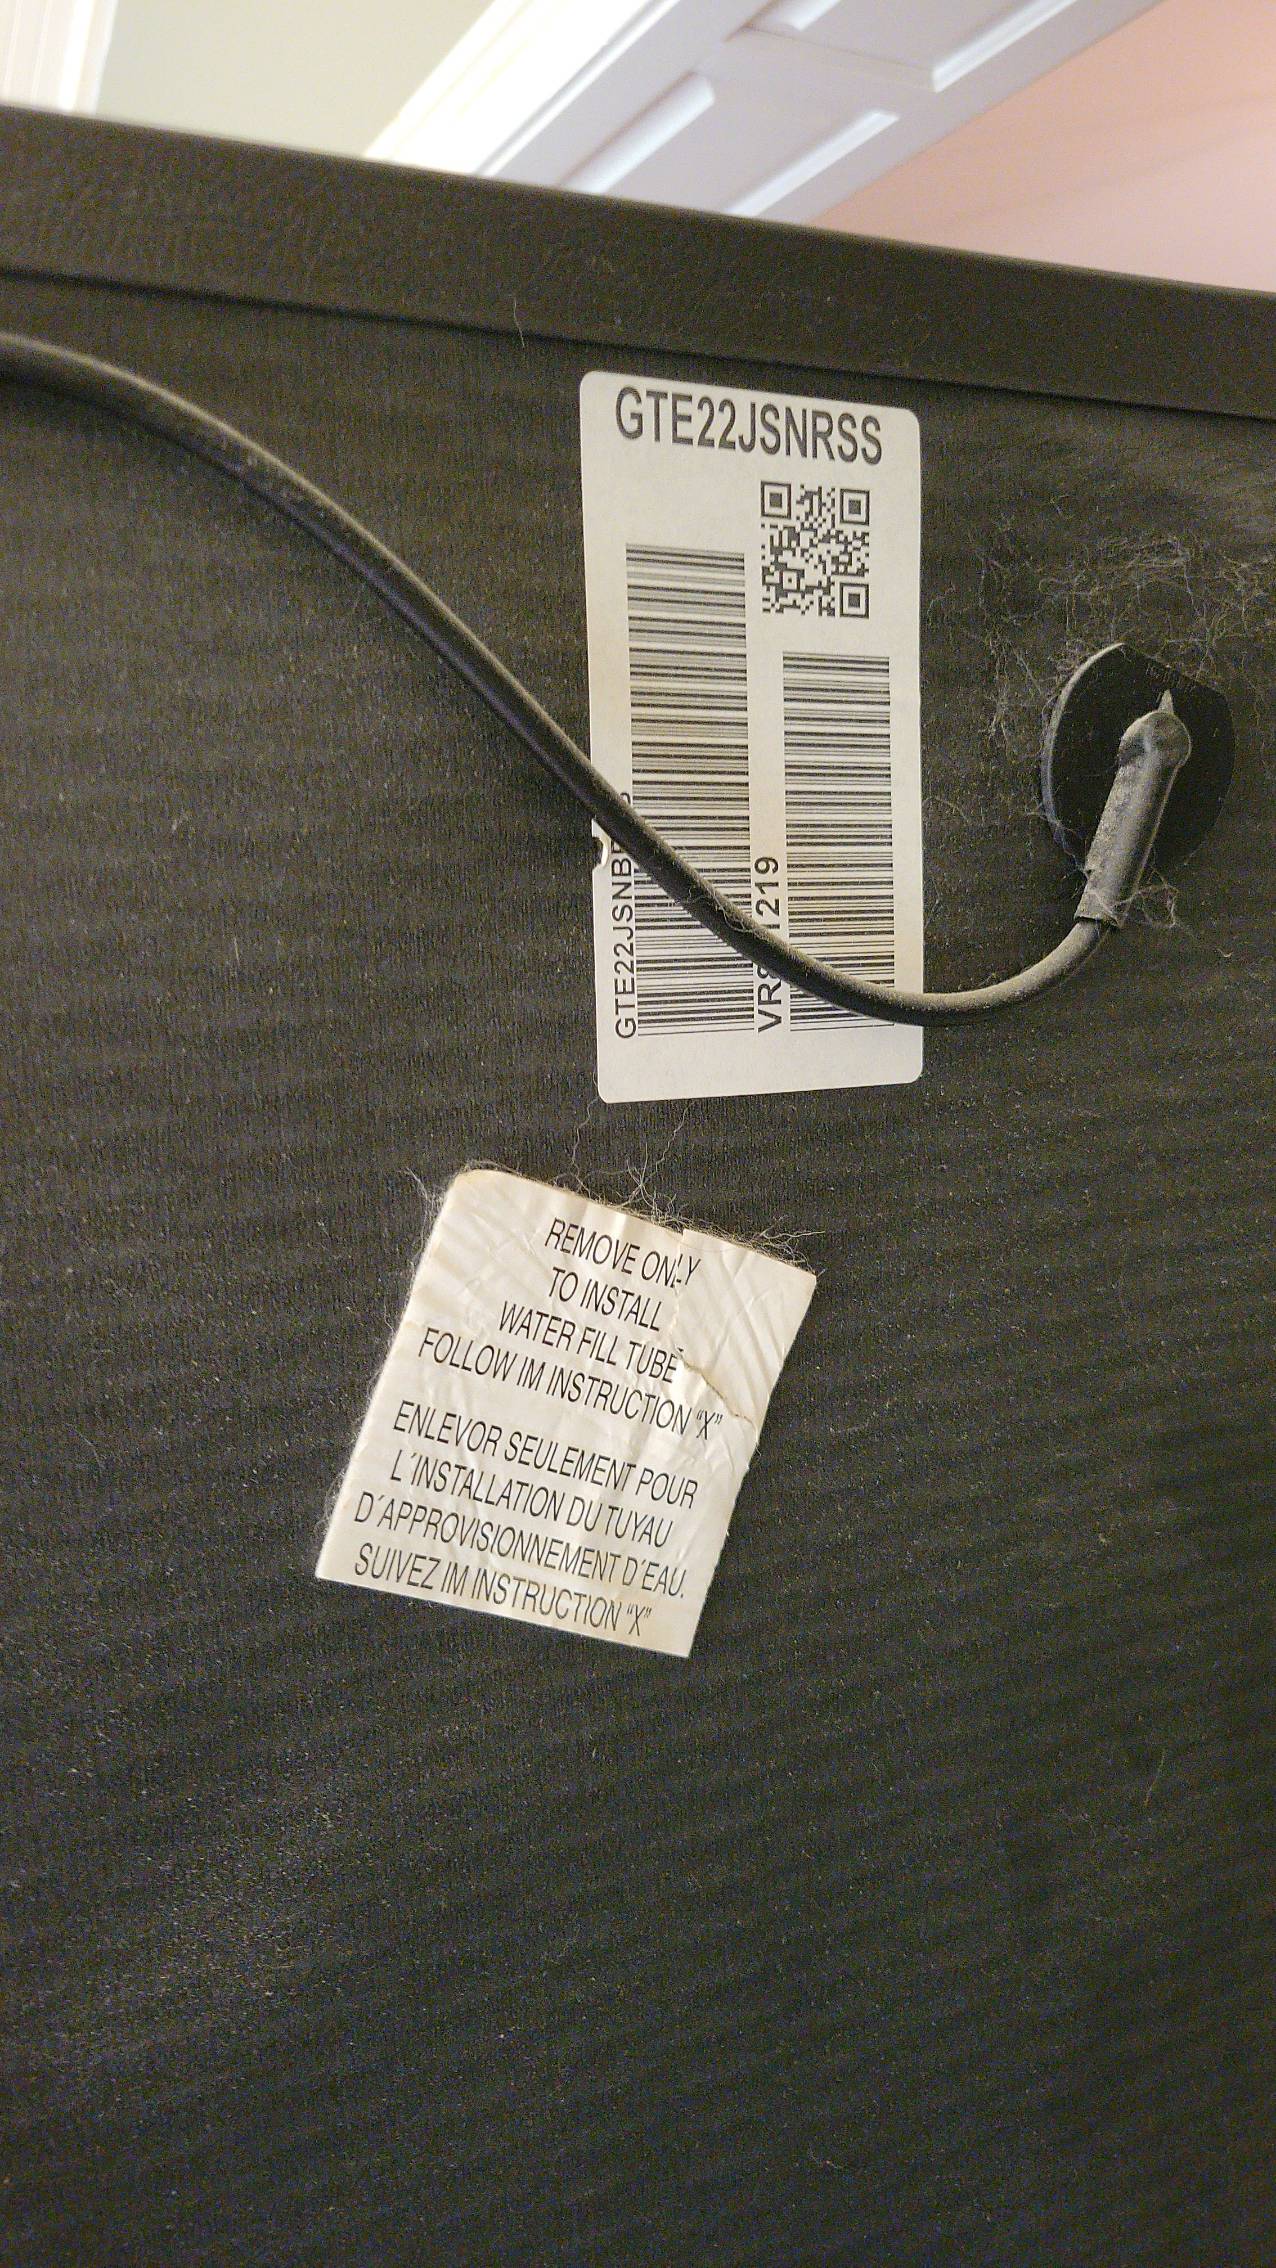 GTE22JSNRSS
REMOVE ONLY
TO INSTALL
WATER FILL TUBE
FOLLOW IM INSTRUCTION "X"
ENLEVOR SEULEMENT POUR
L´INSTALLATION DU TUYAU
D´APPROVISIONNEMENT D´EAU.
SUIVEZ IM INSTRUCTION "X"